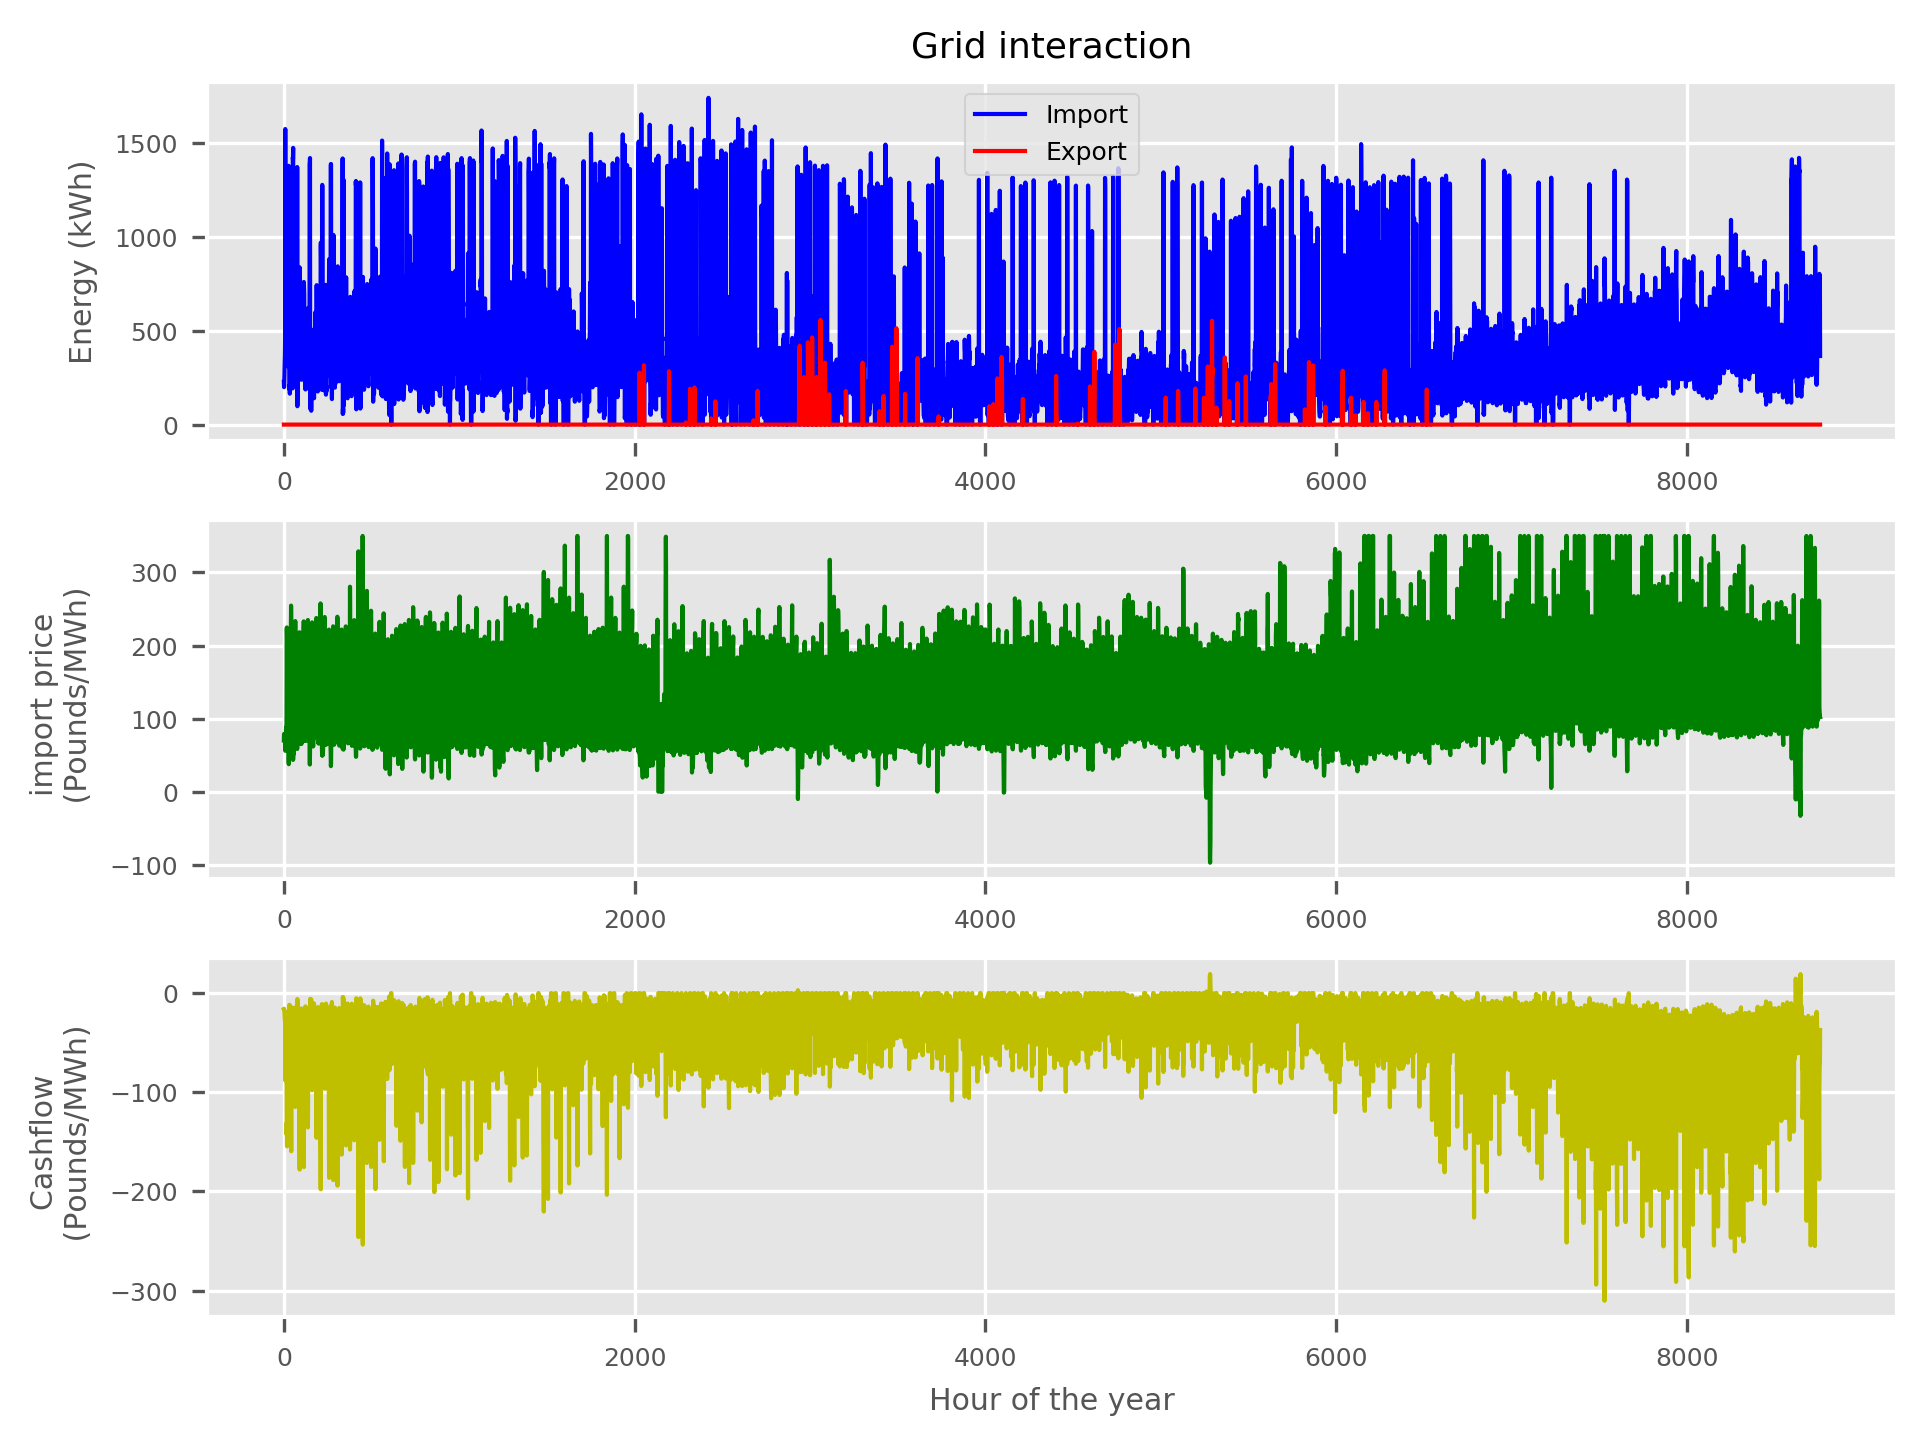 Grid interaction
Import
Export
Energy (kWh)
1500
1000
500
0
0 2000 4000 6000 8000
import price
(Pounds/MWh)
300
200
100
0
−100
0 2000 4000 6000 8000
Cashflow
(Pounds/MWh)
0
−100
−200
−300
0 2000 4000 6000 8000
Hour of the year